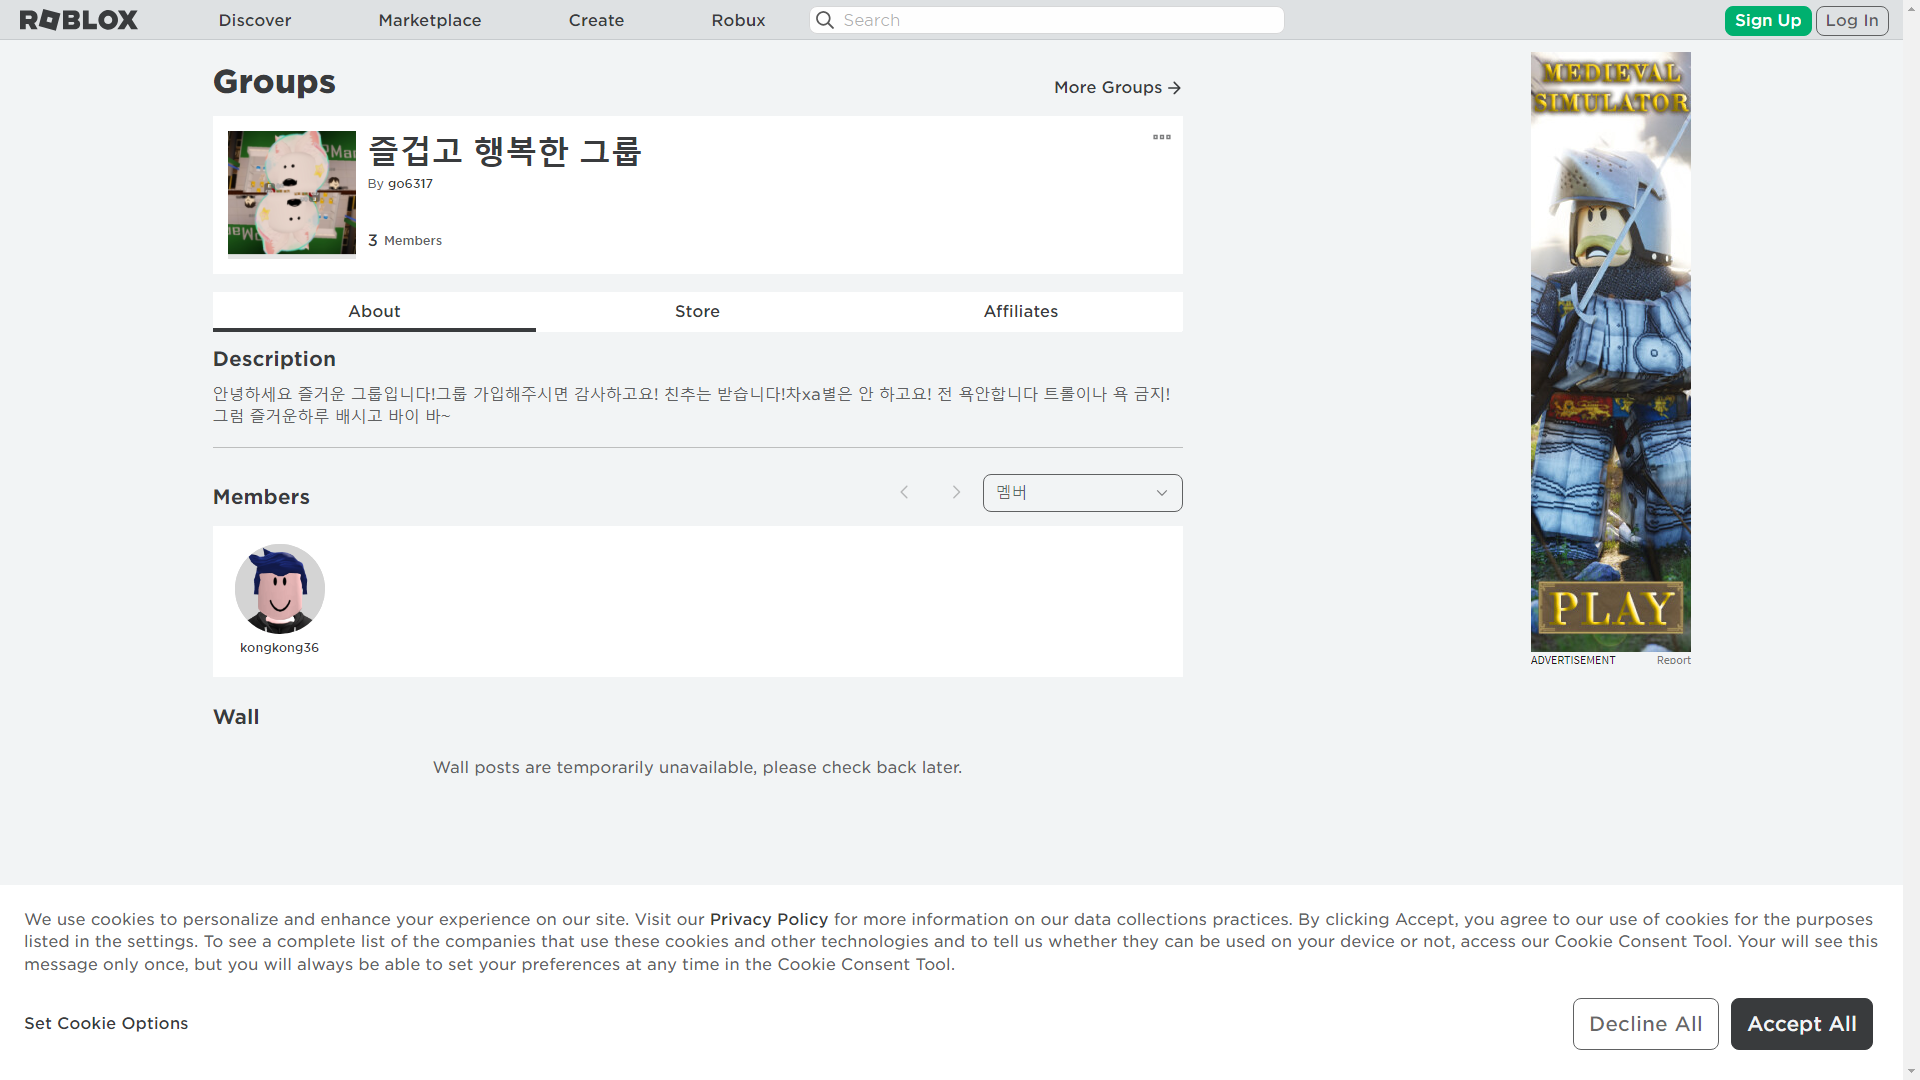 ROBLOX
Discover
Marketplace
Create
Robux
Search
Sign Up
Log In
Groups
More Groups
즐겁고 행복한 그룹
By go6317
3 Members
About
Store
Affiliates
Description
안녕하세요 즐거운 그룹입니다!그룹 가입해주시면 감사하고요! 친추는 받습니다!차xa별은 안 하고요! 전 욕안합니다 트롤이나 욕 금지!
그럼 즐거운하루 배시고 바이 바~
Members
멤버
kongkong36
Wall
Wall posts are temporarily unavailable, please check back later.
MEDIEVAL
SIMULATOR
PLAY
ADVERTISEMENT
Report
We use cookies to personalize and enhance your experience on our site. Visit our Privacy Policy for more information on our data collections practices. By clicking Accept, you agree to our use of cookies for the purposes
listed in the settings. To see a complete list of the companies that use these cookies and other technologies and to tell us whether they can be used on your device or not, access our Cookie Consent Tool. Your will see this
message only once, but you will always be able to set your preferences at any time in the Cookie Consent Tool.
Set Cookie Options
Decline All
Accept All